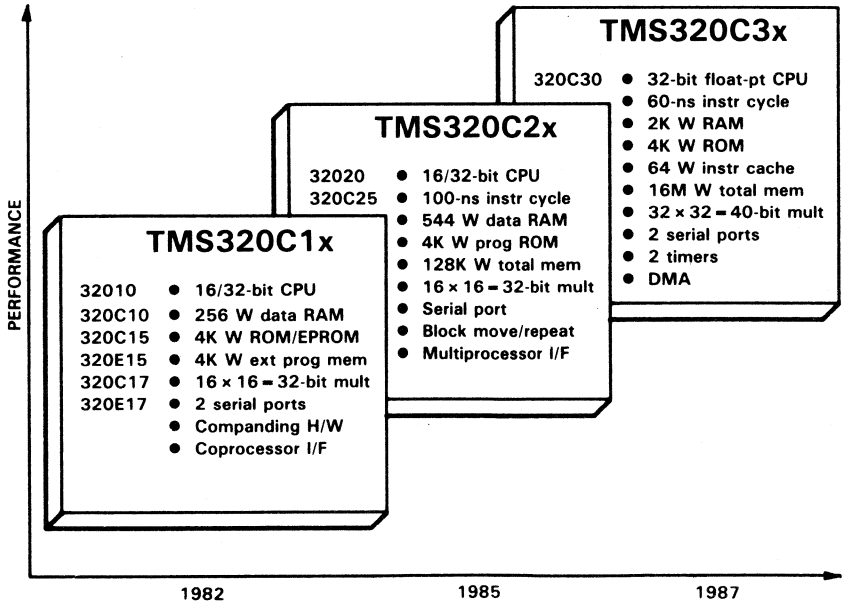 PERFORMANCE
TMS320C1x
32010 ● 16/32-bit CPU
320C10 ● 256 W data RAM
320C15 ● 4K W ROM/EPROM
320E15 ● 4K W ext prog mem
320C17 ● 16 × 16 = 32-bit mult
320E17 ● 2 serial ports
● Companding H/W
● Coprocessor I/F
TMS320C2x
32020 ● 16/32-bit CPU
320C25 ● 100-ns instr cycle
● 544 W data RAM
● 4K W prog ROM
● 128K W total mem
● 16 × 16 = 32-bit mult
● Serial port
● Block move/repeat
● Multiprocessor I/F
TMS320C3x
320C30 ● 32-bit float-pt CPU
● 60-ns instr cycle
● 2K W RAM
● 4K W ROM
● 64 W instr cache
● 16M W total mem
● 32 × 32 = 40-bit mult
● 2 serial ports
● 2 timers
● DMA
1982 1985 1987